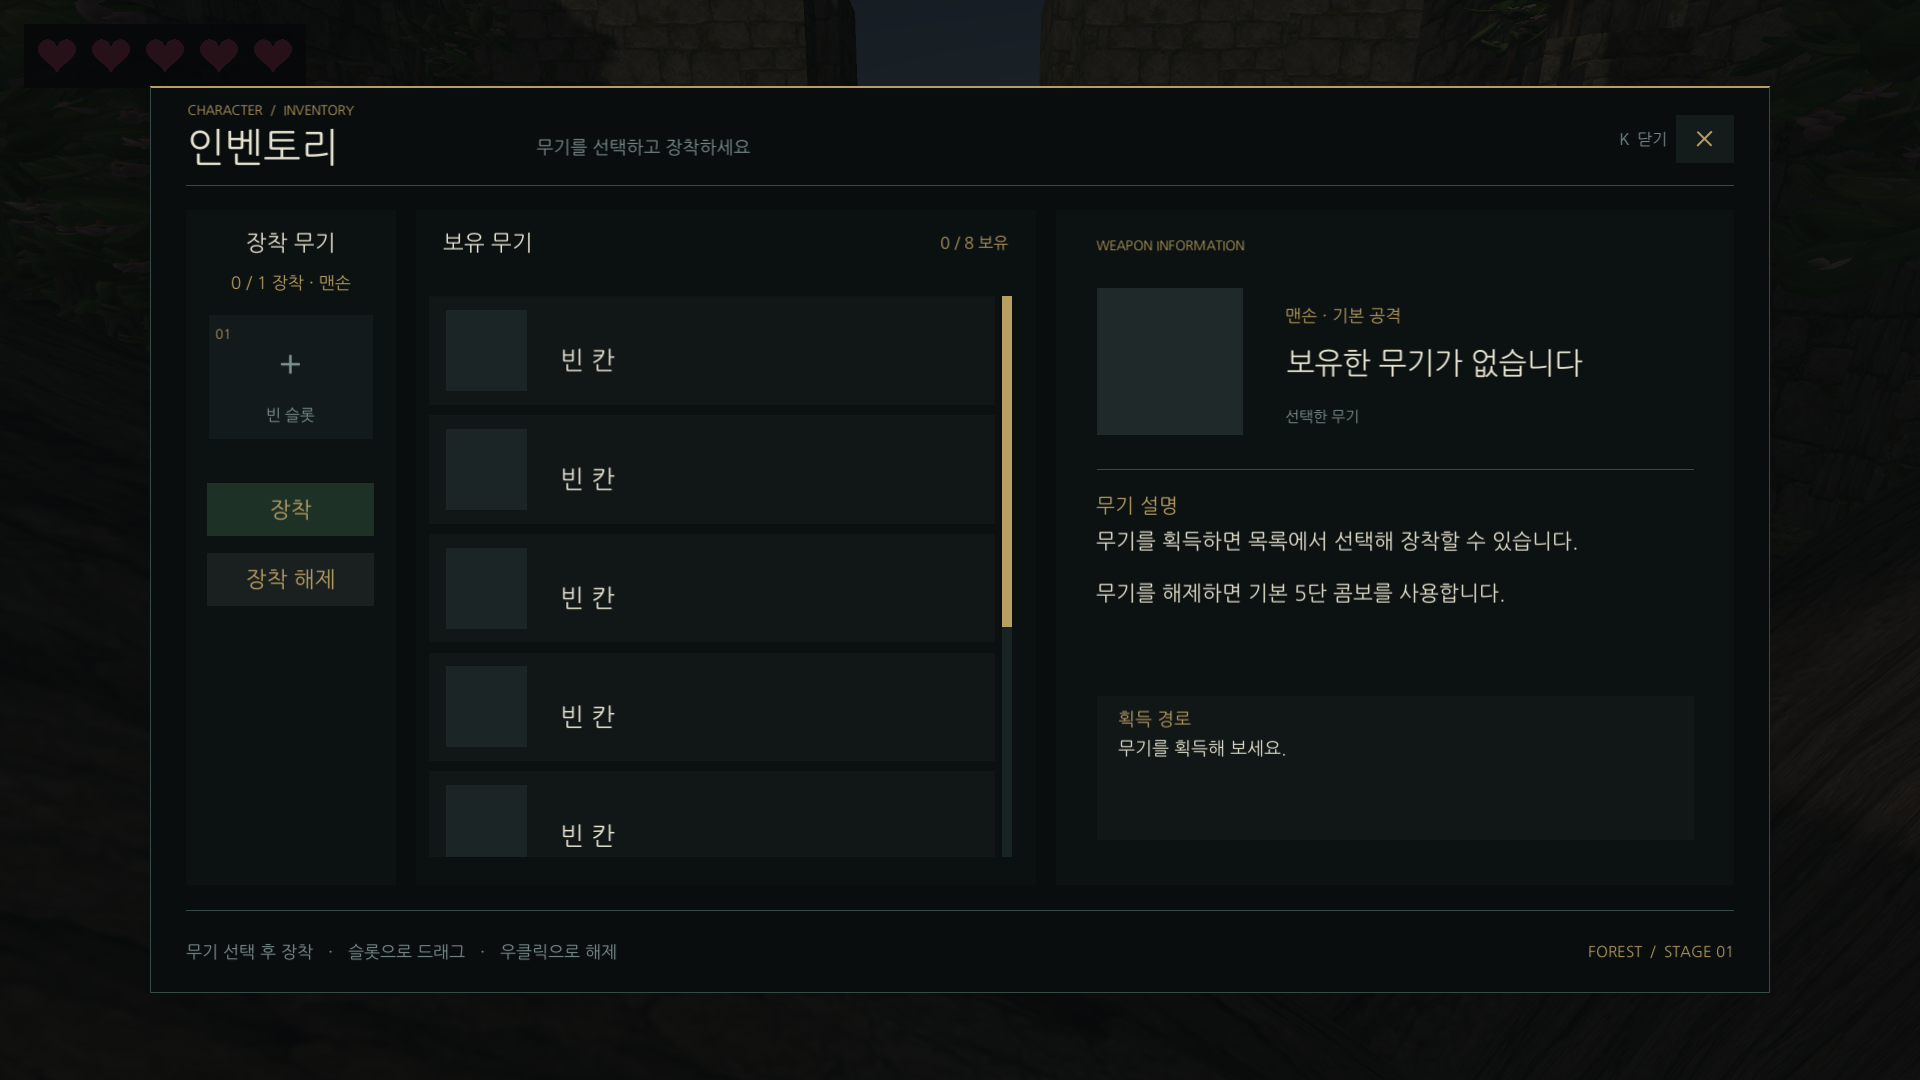 CHARACTER / INVENTORY
인벤토리
무기를 선택하고 장착하세요
K 닫기
장착 무기
0 / 1 장착 · 맨손
01
+
빈 슬롯
장착
장착 해제
보유 무기
0 / 8 보유
빈 칸
빈 칸
빈 칸
빈 칸
빈 칸
WEAPON INFORMATION
맨손 · 기본 공격
보유한 무기가 없습니다
선택한 무기
무기 설명
무기를 획득하면 목록에서 선택해 장착할 수 있습니다.
무기를 해제하면 기본 5단 콤보를 사용합니다.
획득 경로
무기를 획득해 보세요.
무기 선택 후 장착 · 슬롯으로 드래그 · 우클릭으로 해제
FOREST / STAGE 01